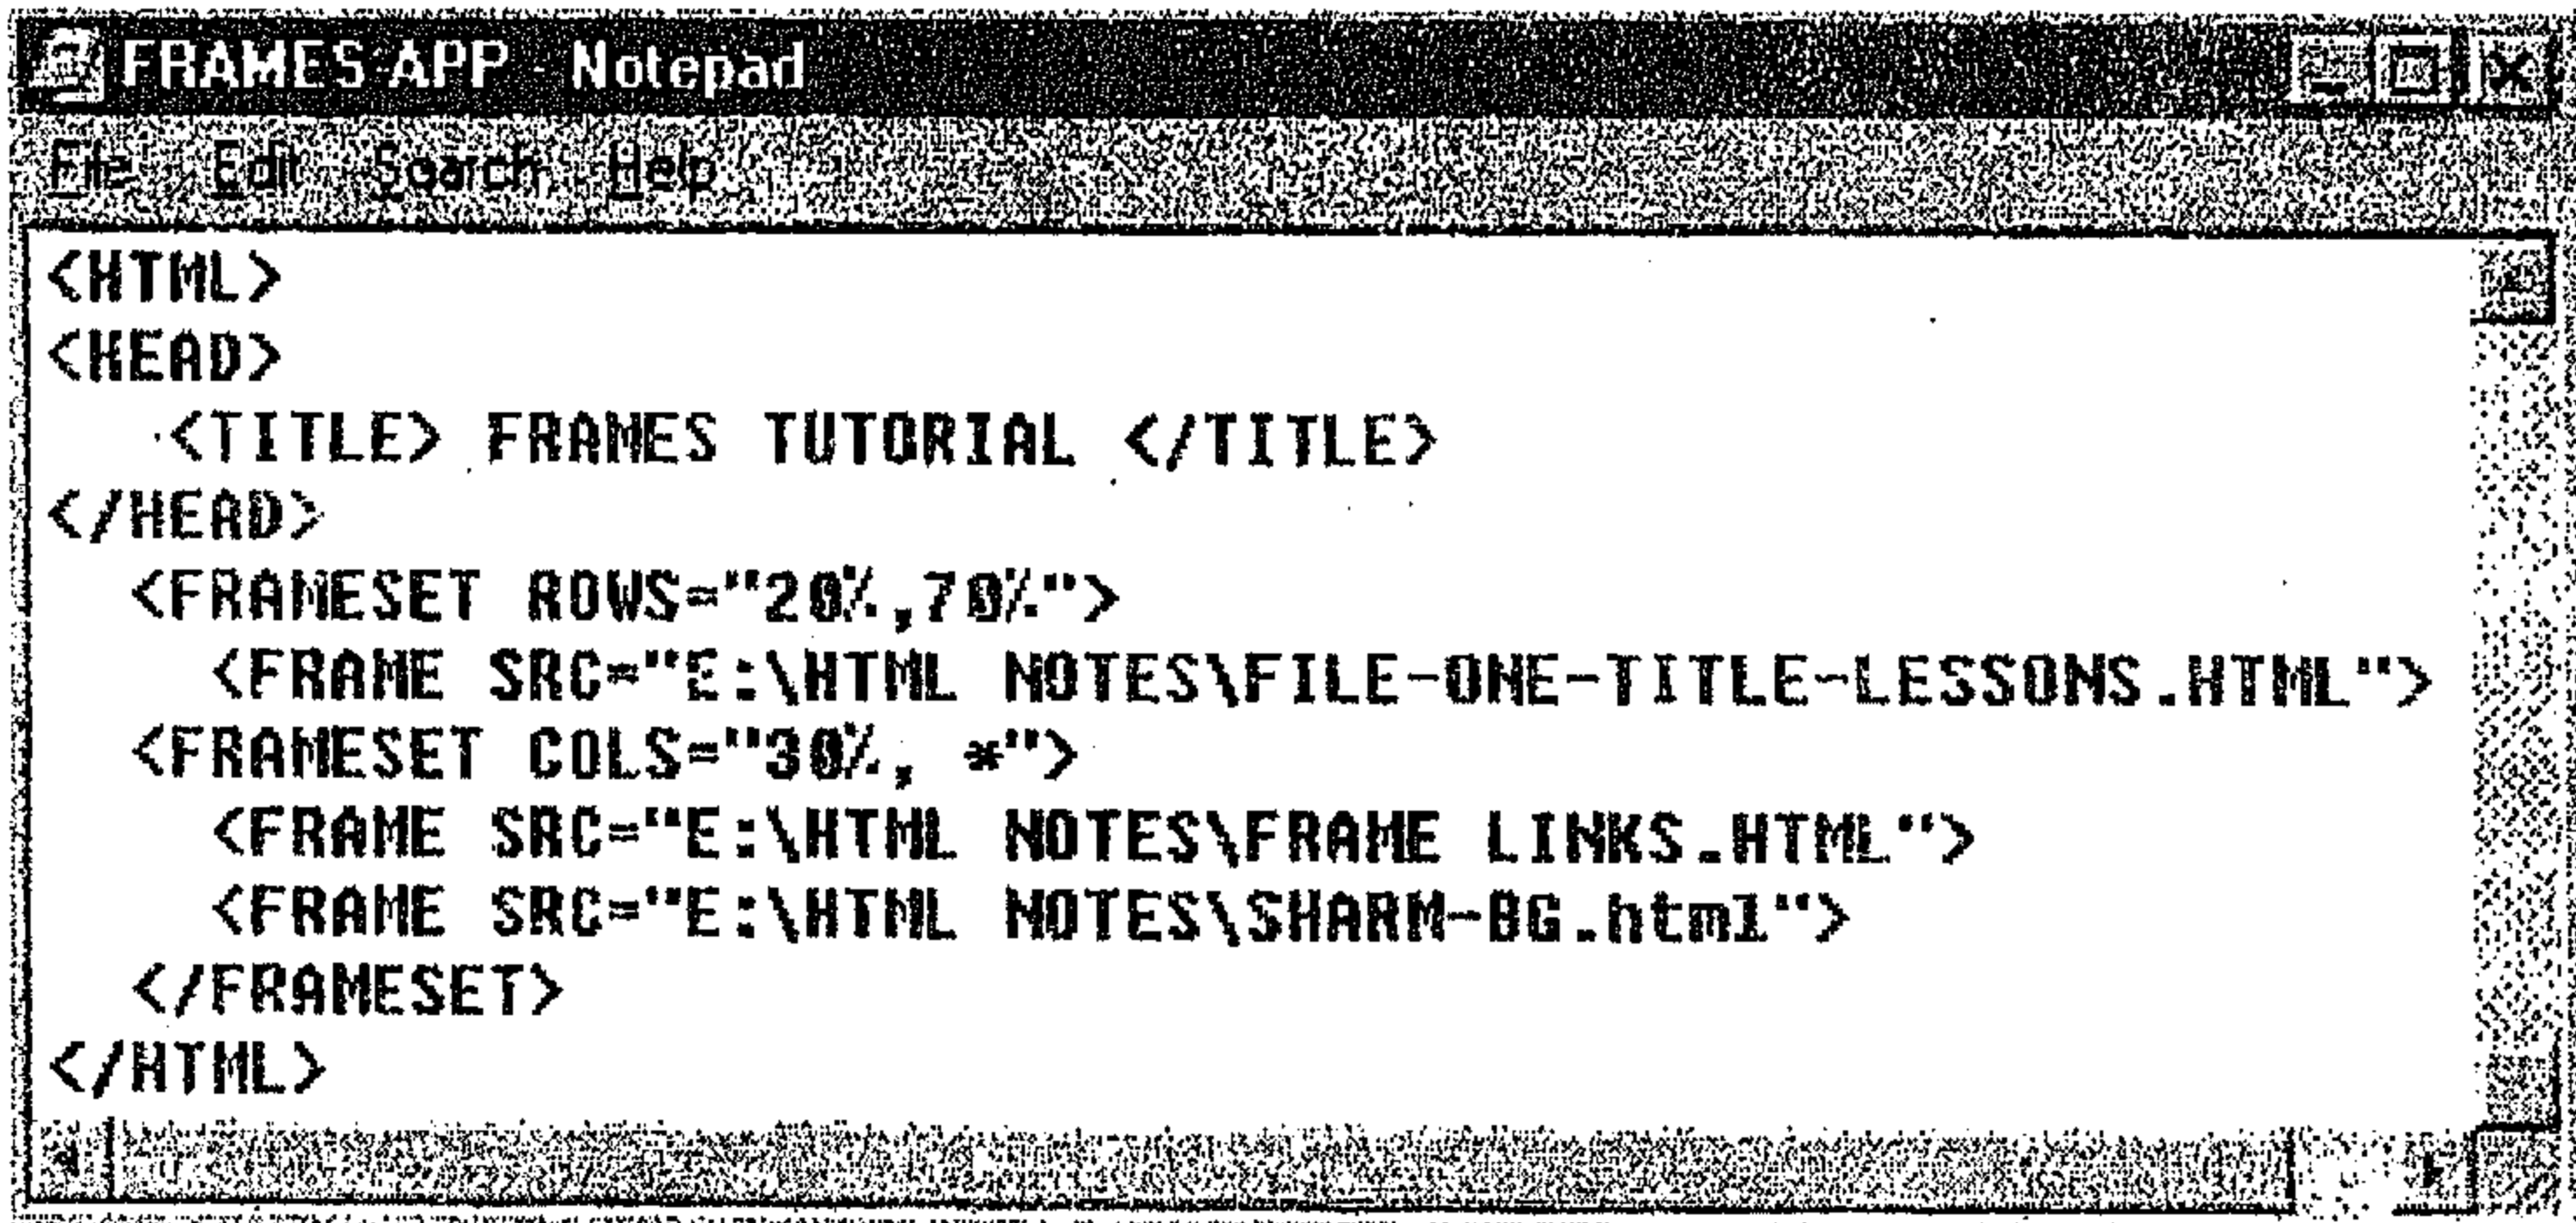 FRAMES-APP - Notepad
File Edit Search Help
<HTML>
<HEAD>
<TITLE> FRAMES TUTORIAL </TITLE>
</HEAD>
<FRAMESET ROWS="20%,70%">
<FRAME SRC="E:\HTML NOTES\FILE-ONE-TITLE-LESSONS.HTML">
<FRAMESET COLS="30%, *">
<FRAME SRC="E:\HTML NOTES\FRAME LINKS.HTML">
<FRAME SRC="E:\HTML NOTES\SHARM-BG.html">
</FRAMESET>
</HTML>